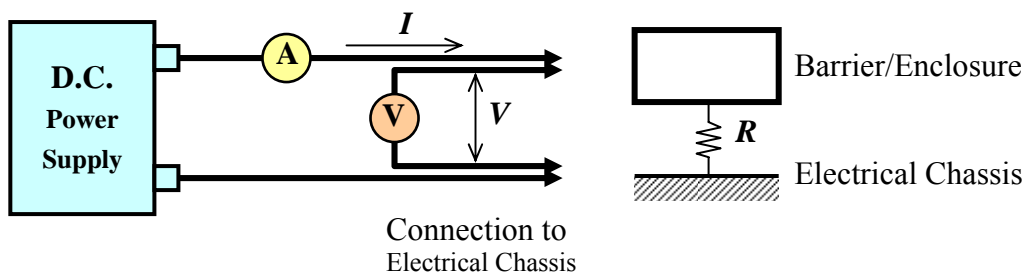 D.C.
Power
Supply
A
I
V
V
Connection to
Electrical Chassis
Barrier/Enclosure
R
Electrical Chassis